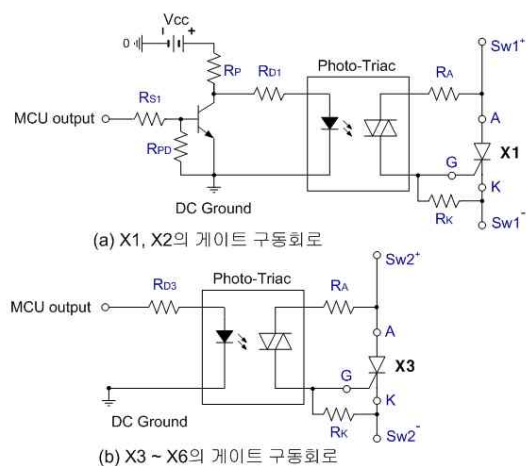 Vcc
- +
0
RP
RD1
Photo-Triac
RA
Sw1+
MCU output
RS1
RPD
A
X1
G
K
RK
Sw1-
DC Ground
(a) X1, X2의 게이트 구동회로
Photo-Triac
Sw2+
MCU output
RD3
RA
A
X3
G
K
RK
Sw2-
DC Ground
(b) X3 ~ X6의 게이트 구동회로